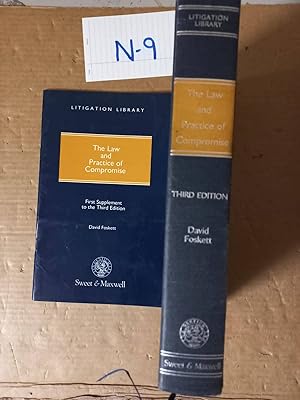 N-9
LITIGATION LIBRARY
The Law
and
Practice of
Compromise
First Supplement
to the Third Edition
David Foskett
Sweet & Maxwell
LITIGATION
LIBRARY
The Law
and
Practice of
Compromise
THIRD EDITION
David
Foskett
Sweet & Maxwell